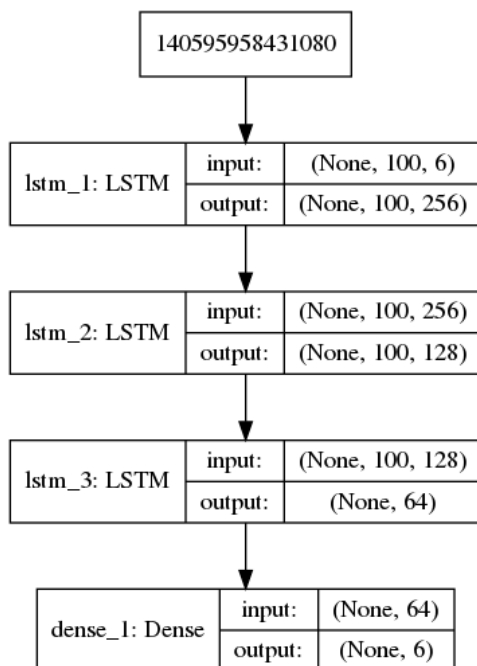 140595958431080
lstm_1: LSTM
input:
(None, 100, 6)
output:
(None, 100, 256)
lstm_2: LSTM
input:
(None, 100, 256)
output:
(None, 100, 128)
lstm_3: LSTM
input:
(None, 100, 128)
output:
(None, 64)
dense_1: Dense
input:
(None, 64)
output:
(None, 6)